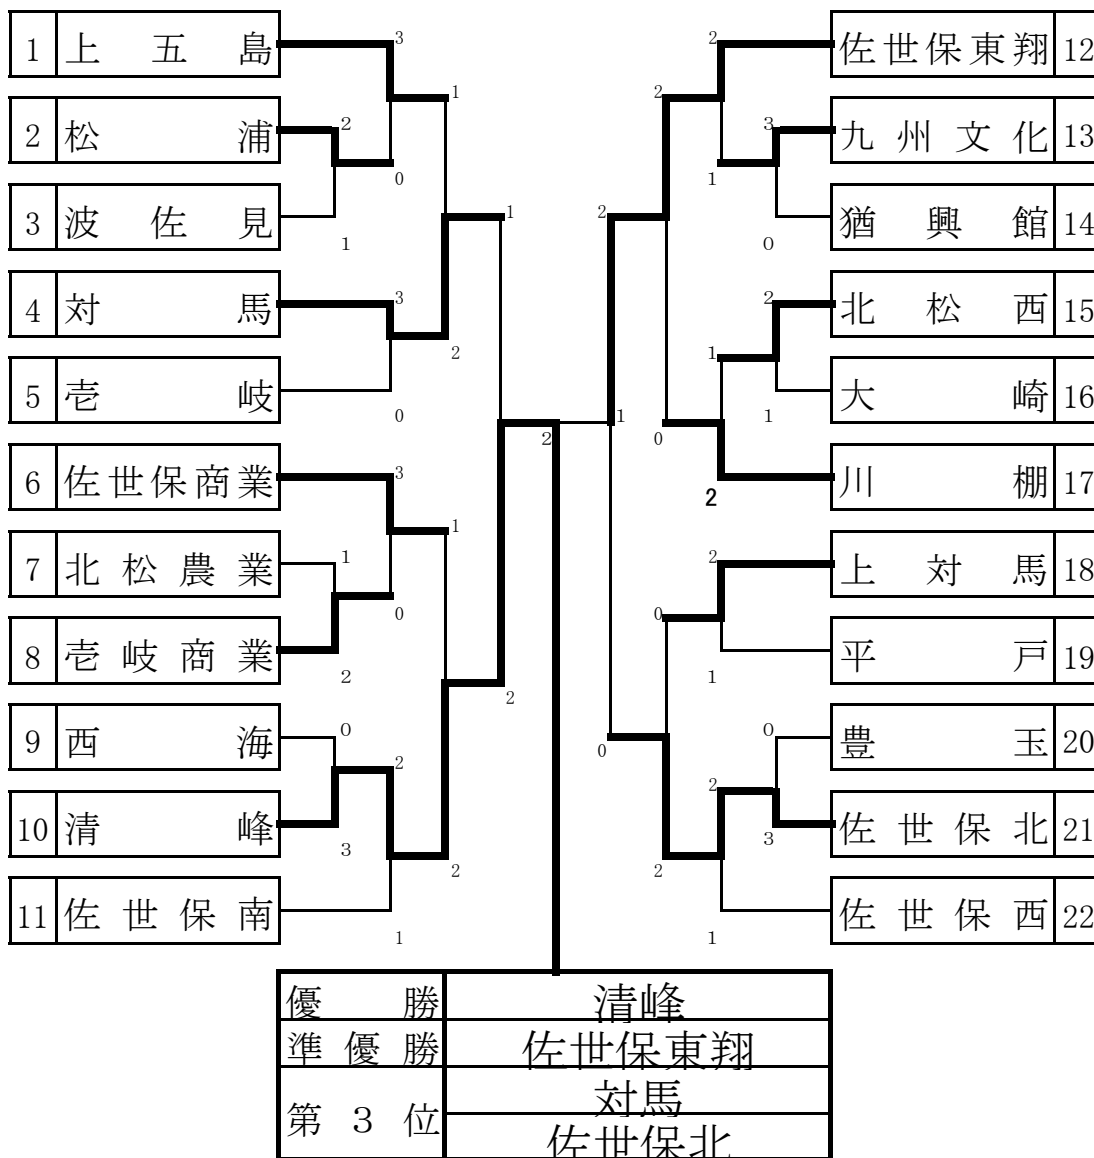 1 上五島
2 松浦
3 波佐見
4 対馬
5 壱岐
6 佐世保商業
7 北松農業
8 壱岐商業
9 西海
10 清峰
11 佐世保南
3
2
0
1
1
3
2
0
1
3
1
1
0
2
0
2
2
3
2
1
2
2
2
3
1
0
2
2
1
1
1
0
2
2
0
1
0
0
2
3
2
1
佐世保東翔 12
九州文化 13
猶興館 14
北松西 15
大崎 16
川棚 17
上対馬 18
平戸 19
豊玉 20
佐世保北 21
佐世保西 22
優勝 清峰
準優勝 佐世保東翔
第3位 対馬
佐世保北